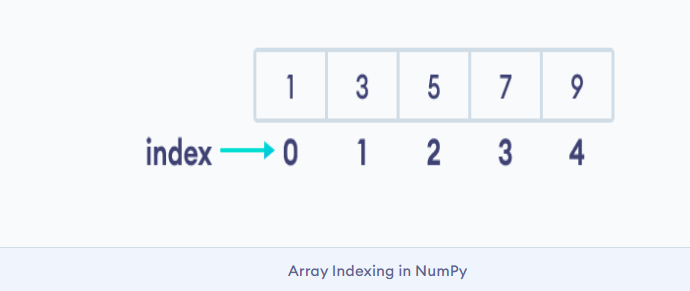 1 3 5 7 9
index 0 1 2 3 4
Array Indexing in NumPy